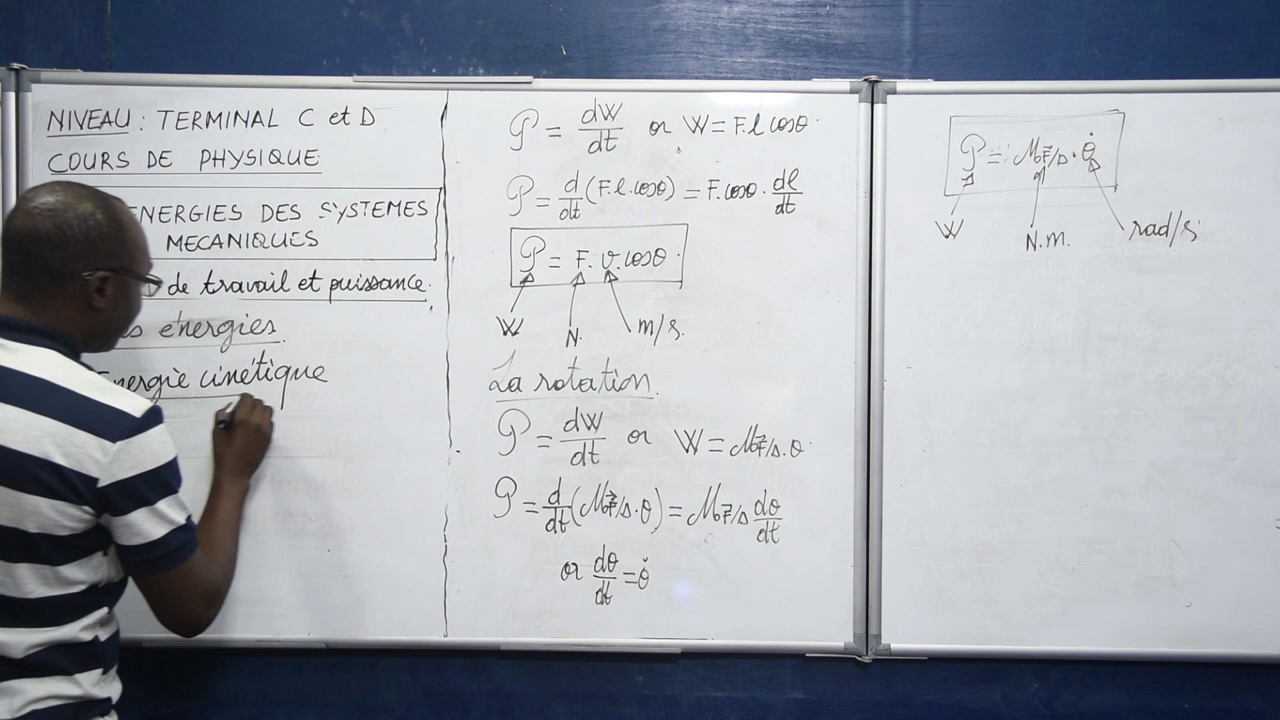 NIVEAU : TERMINAL C et D
COURS DE PHYSIQUE
ENERGIES DES SYSTEMES
MECANIQUES
de travail et puissance.
énergies.
Energie cinétique
P = dW/dt or W = F.l cosθ.
P = d/dt (F.l.cosθ) = F.cosθ. dl/dt
P = F. v. cosθ.
W N. m/s.
La rotation.
P = dW/dt or W = M𝐹⃗/Δ.θ.
P = d/dt (M𝐹⃗/Δ.θ) = M𝐹⃗/Δ dθ/dt
or dθ/dt = θ̇
P = M𝐹⃗/Δ . θ̇
W N.m. rad/s